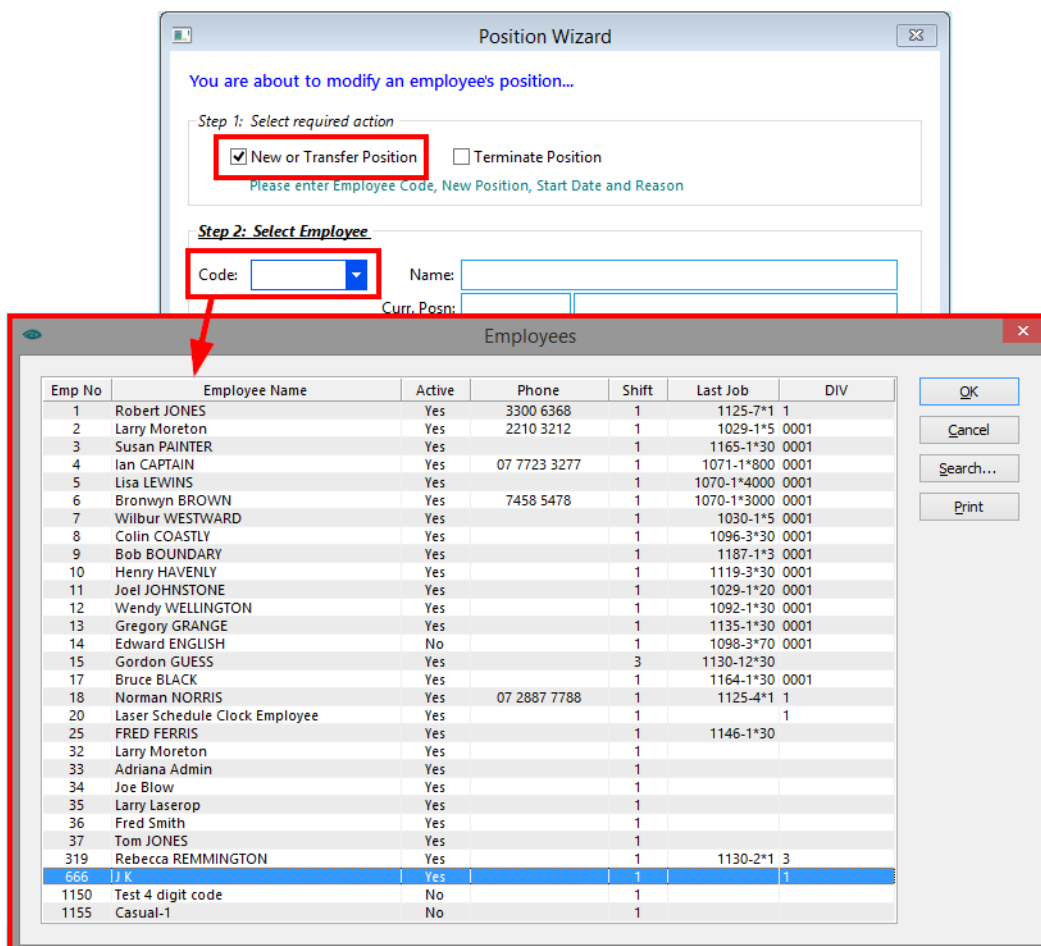 Position Wizard
You are about to modify an employee's position...
Step 1: Select required action
New or Transfer Position Terminate Position
Please enter Employee Code, New Position, Start Date and Reason
Step 2: Select Employee
Code: Name:
Curr. Posn:
Employees
Emp No Employee Name Active Phone Shift Last Job DIV
1 Robert JONES Yes 3300 6368 1 1125-7*1 1
2 Larry Moreton Yes 2210 3212 1 1029-1*5 0001
3 Susan PAINTER Yes 1 1165-1*30 0001
4 Ian CAPTAIN Yes 07 7723 3277 1 1071-1*800 0001
5 Lisa LEWINS Yes 1 1070-1*4000 0001
6 Bronwyn BROWN Yes 7458 5478 1 1070-1*3000 0001
7 Wilbur WESTWARD Yes 1 1030-1*5 0001
8 Colin COASTLY Yes 1 1096-3*30 0001
9 Bob BOUNDARY Yes 1 1187-1*3 0001
10 Henry HAVENLY Yes 1 1119-3*30 0001
11 Joel JOHNSTONE Yes 1 1029-1*20 0001
12 Wendy WELLINGTON Yes 1 1092-1*30 0001
13 Gregory GRANGE Yes 1 1135-1*30 0001
14 Edward ENGLISH No 1 1098-3*70 0001
15 Gordon GUESS Yes 3 1130-12*30
17 Bruce BLACK Yes 1 1164-1*30 0001
18 Norman NORRIS Yes 07 2887 7788 1 1125-4*1 1
20 Laser Schedule Clock Employee Yes 1 1
25 FRED FERRIS Yes 1 1146-1*30
32 Larry Moreton Yes 1
33 Adriana Admin Yes 1
34 Joe Blow Yes 1
35 Larry Laserop Yes 1
36 Fred Smith Yes 1
37 Tom JONES Yes 1
319 Rebecca REMMINGTON Yes 1 1130-2*1 3
666 J K Yes 1 1
1150 Test 4 digit code No 1
1155 Casual-1 No 1
OK
Cancel
Search...
Print